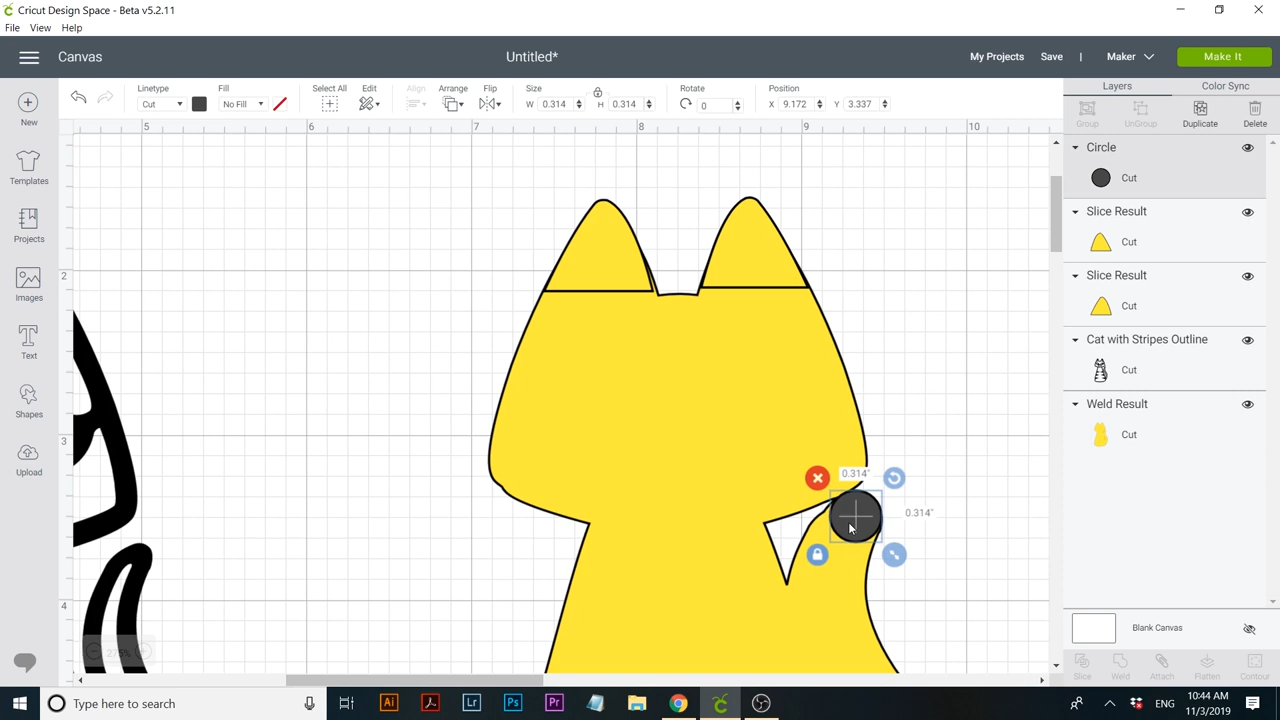 Cricut Design Space - Beta v5.2.11
File View Help
Canvas
Untitled*
My Projects Save | Maker Make It
Linetype Fill Select All Edit Align Arrange Flip Size Rotate Position
Cut No Fill W 0.314 H 0.314 0 X 9.172 Y 3.337
Layers Color Sync
Group UnGroup Duplicate Delete
New
Templates
Projects
Images
Text
Shapes
Upload
5 6 7 8 9 10
2
3
4
0.314"
0.314"
275%
Circle
Cut
Slice Result
Cut
Slice Result
Cut
Cat with Stripes Outline
Cut
Weld Result
Cut
Blank Canvas
Slice Weld Attach Flatten Contour
Type here to search
Ai Lr Ps Pr
ENG
10:44 AM
11/3/2019